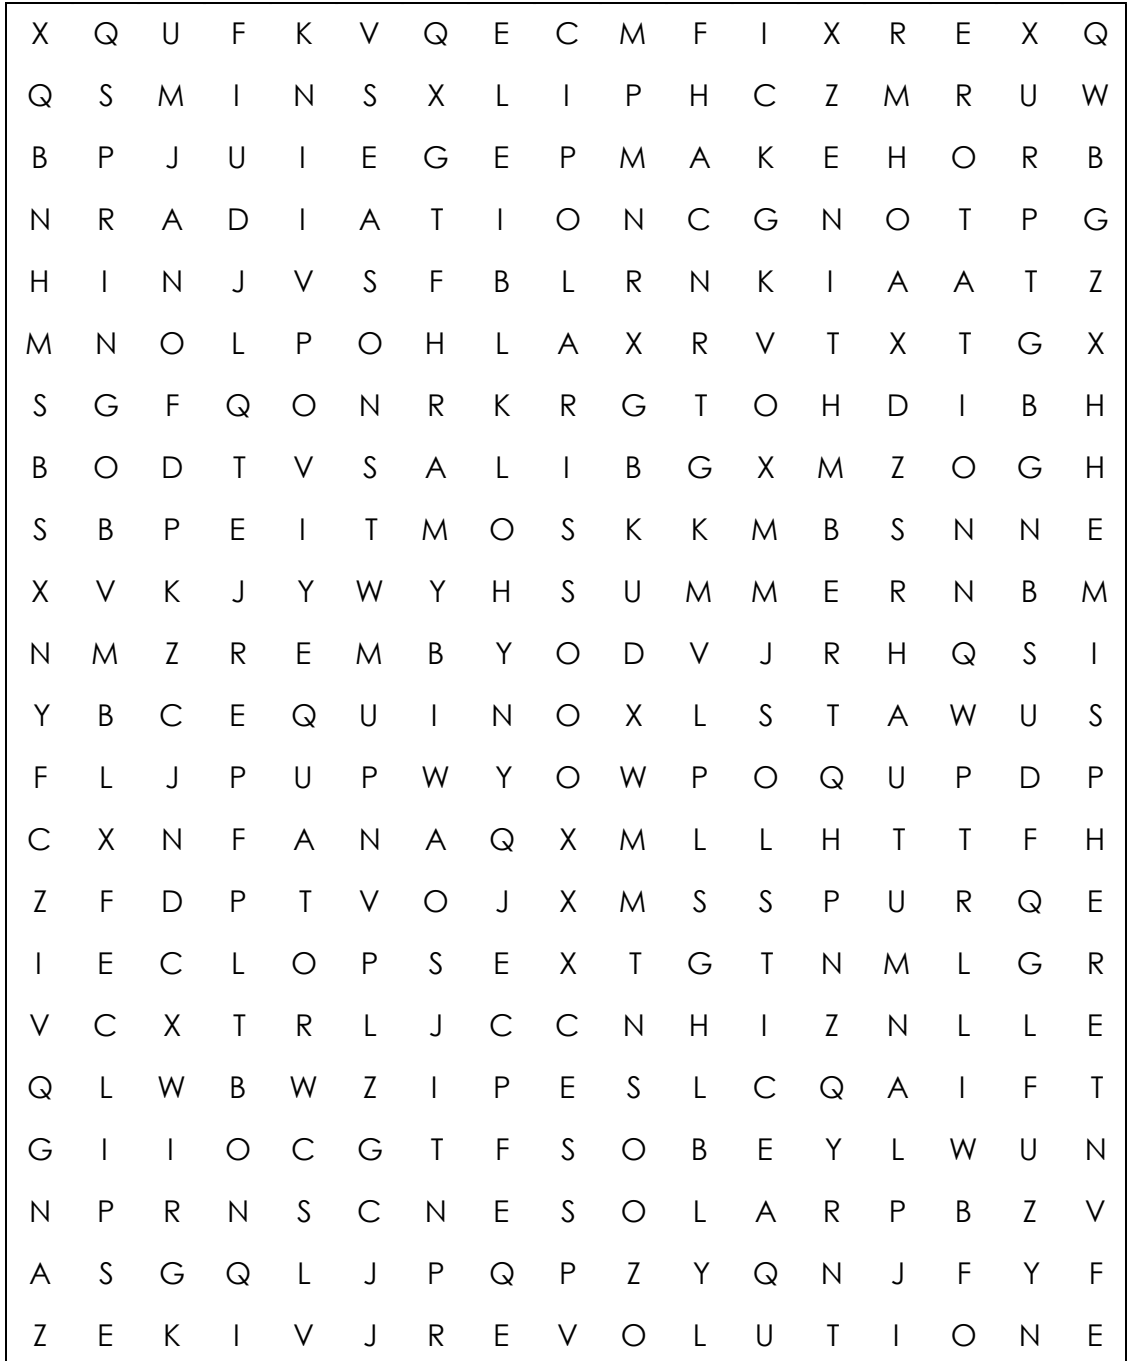 X Q U F K V Q E C M F I X R E X Q
Q S M I N S X L I P H C Z M R U W
B P J U I E G E P M A K E H O R B
N R A D I A T I O N C G N O T P G
H I N J V S F B L R N K I A A T Z
M N O L P O H L A X R V T X T G X
S G F Q O N R K R G T O H D I B H
B O D T V S A L I B G X M Z O G H
S B P E I T M O S K K M B S N N E
X V K J Y W Y H S U M M E R N B M
N M Z R E M B Y O D V J R H Q S I
Y B C E Q U I N O X L S T A W U S
F L J P U P W Y O W P O Q U P D P
C X N F A N A Q X M L L H T T F H
Z F D P T V O J X M S S P U R Q E
I E C L O P S E X T G T N M L G R
V C X T R L J C C N H I Z N L L E
Q L W B W Z I P E S L C Q A I F T
G I I O C G T F S O B E Y L W U N
N P R N S C N E S O L A R P B Z V
A S G Q L J P Q P Z Y Q N J F Y F
Z E K I V J R E V O L U T I O N E